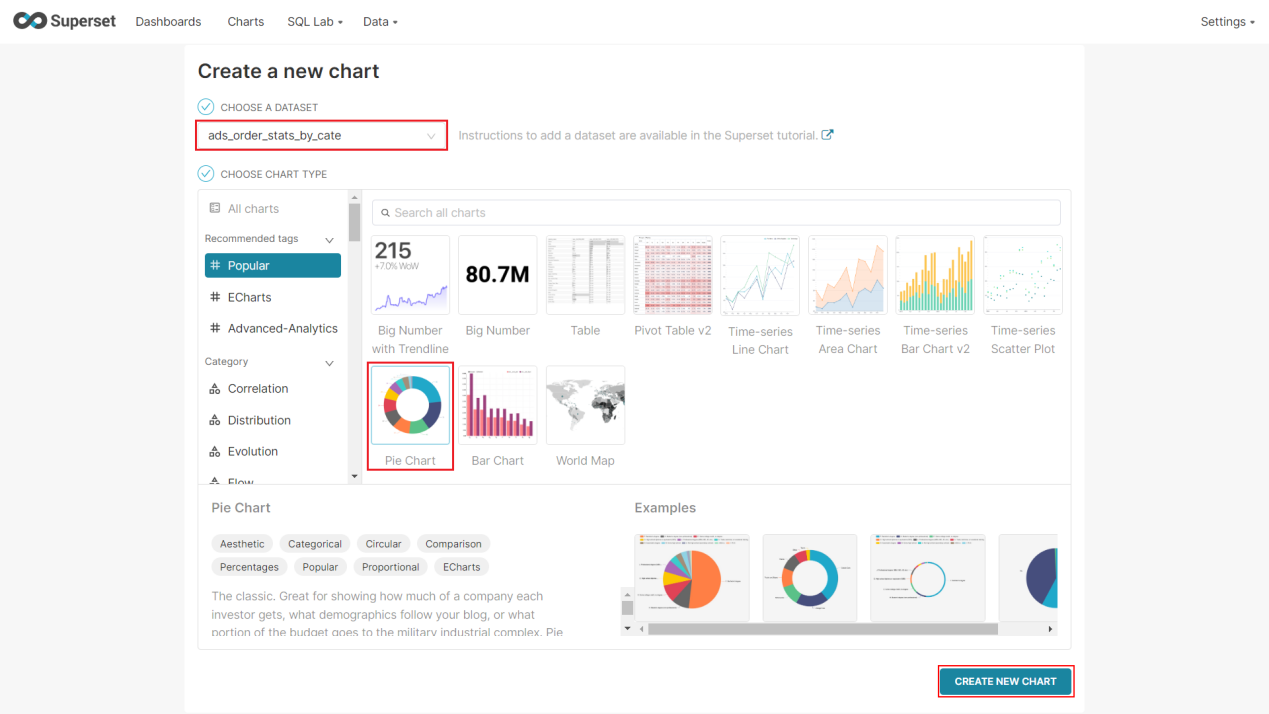 Superset Dashboards Charts SQL Lab Data Settings
Create a new chart
CHOOSE A DATASET
ads_order_stats_by_cate Instructions to add a dataset are available in the Superset tutorial.
CHOOSE CHART TYPE
All charts
Recommended tags
# Popular
# ECharts
# Advanced-Analytics
Category
Correlation
Distribution
Evolution
Flow
Search all charts
215
+7.0% WoW
80.7M
Big Number
with Trendline
Big Number
Table
Pivot Table v2
Time-series
Line Chart
Time-series
Area Chart
Time-series
Bar Chart v2
Time-series
Scatter Plot
Pie Chart
Bar Chart
World Map
Pie Chart
Aesthetic Categorical Circular Comparison
Percentages Popular Proportional ECharts
The classic. Great for showing how much of a company each
investor gets, what demographics follow your blog, or what
portion of the budget goes to the military industrial complex. Pie
Examples
CREATE NEW CHART